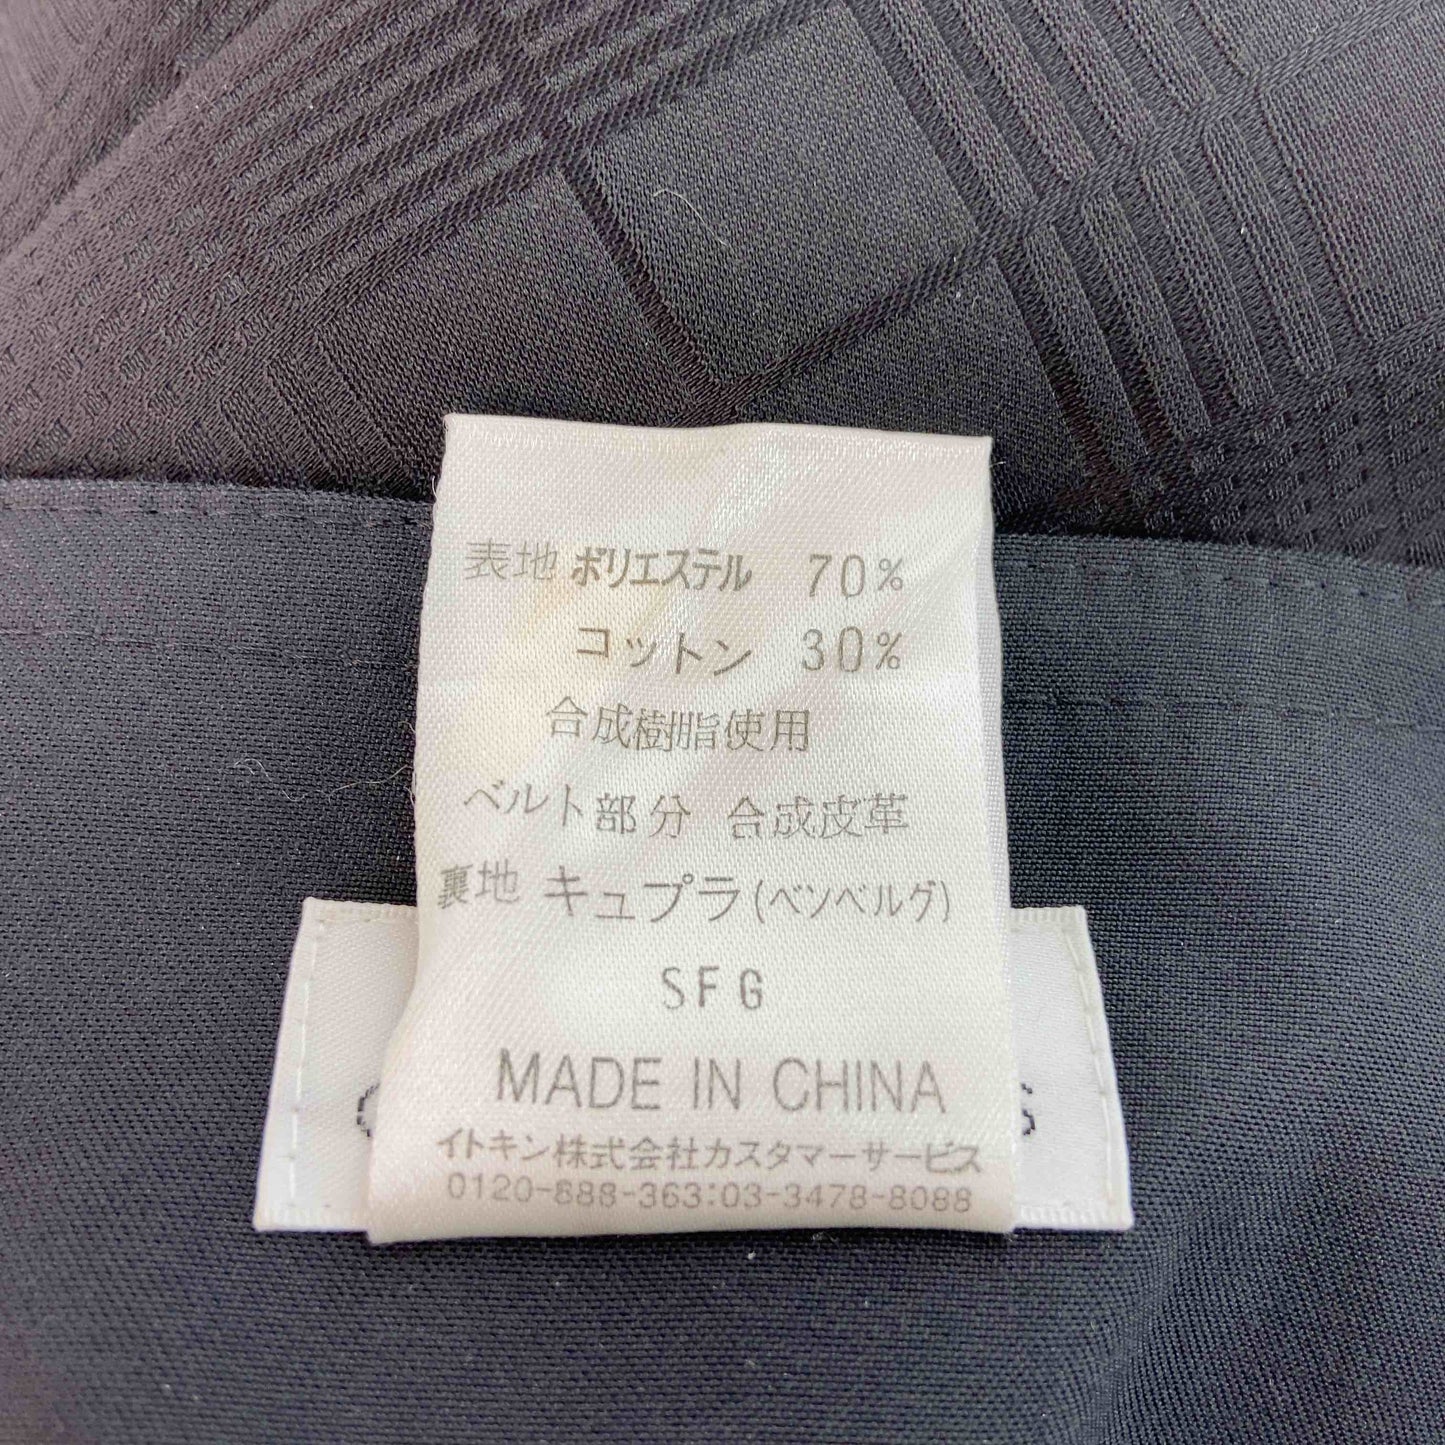 表地 ポリエステル 70%
コットン 30%
合成樹脂使用
ベルト部分 合成皮革
裏地 キュプラ(ベンベルグ)
SFG
MADE IN CHINA
イトキン株式会社カスタマーサービス
0120-888-363:03-3478-8088